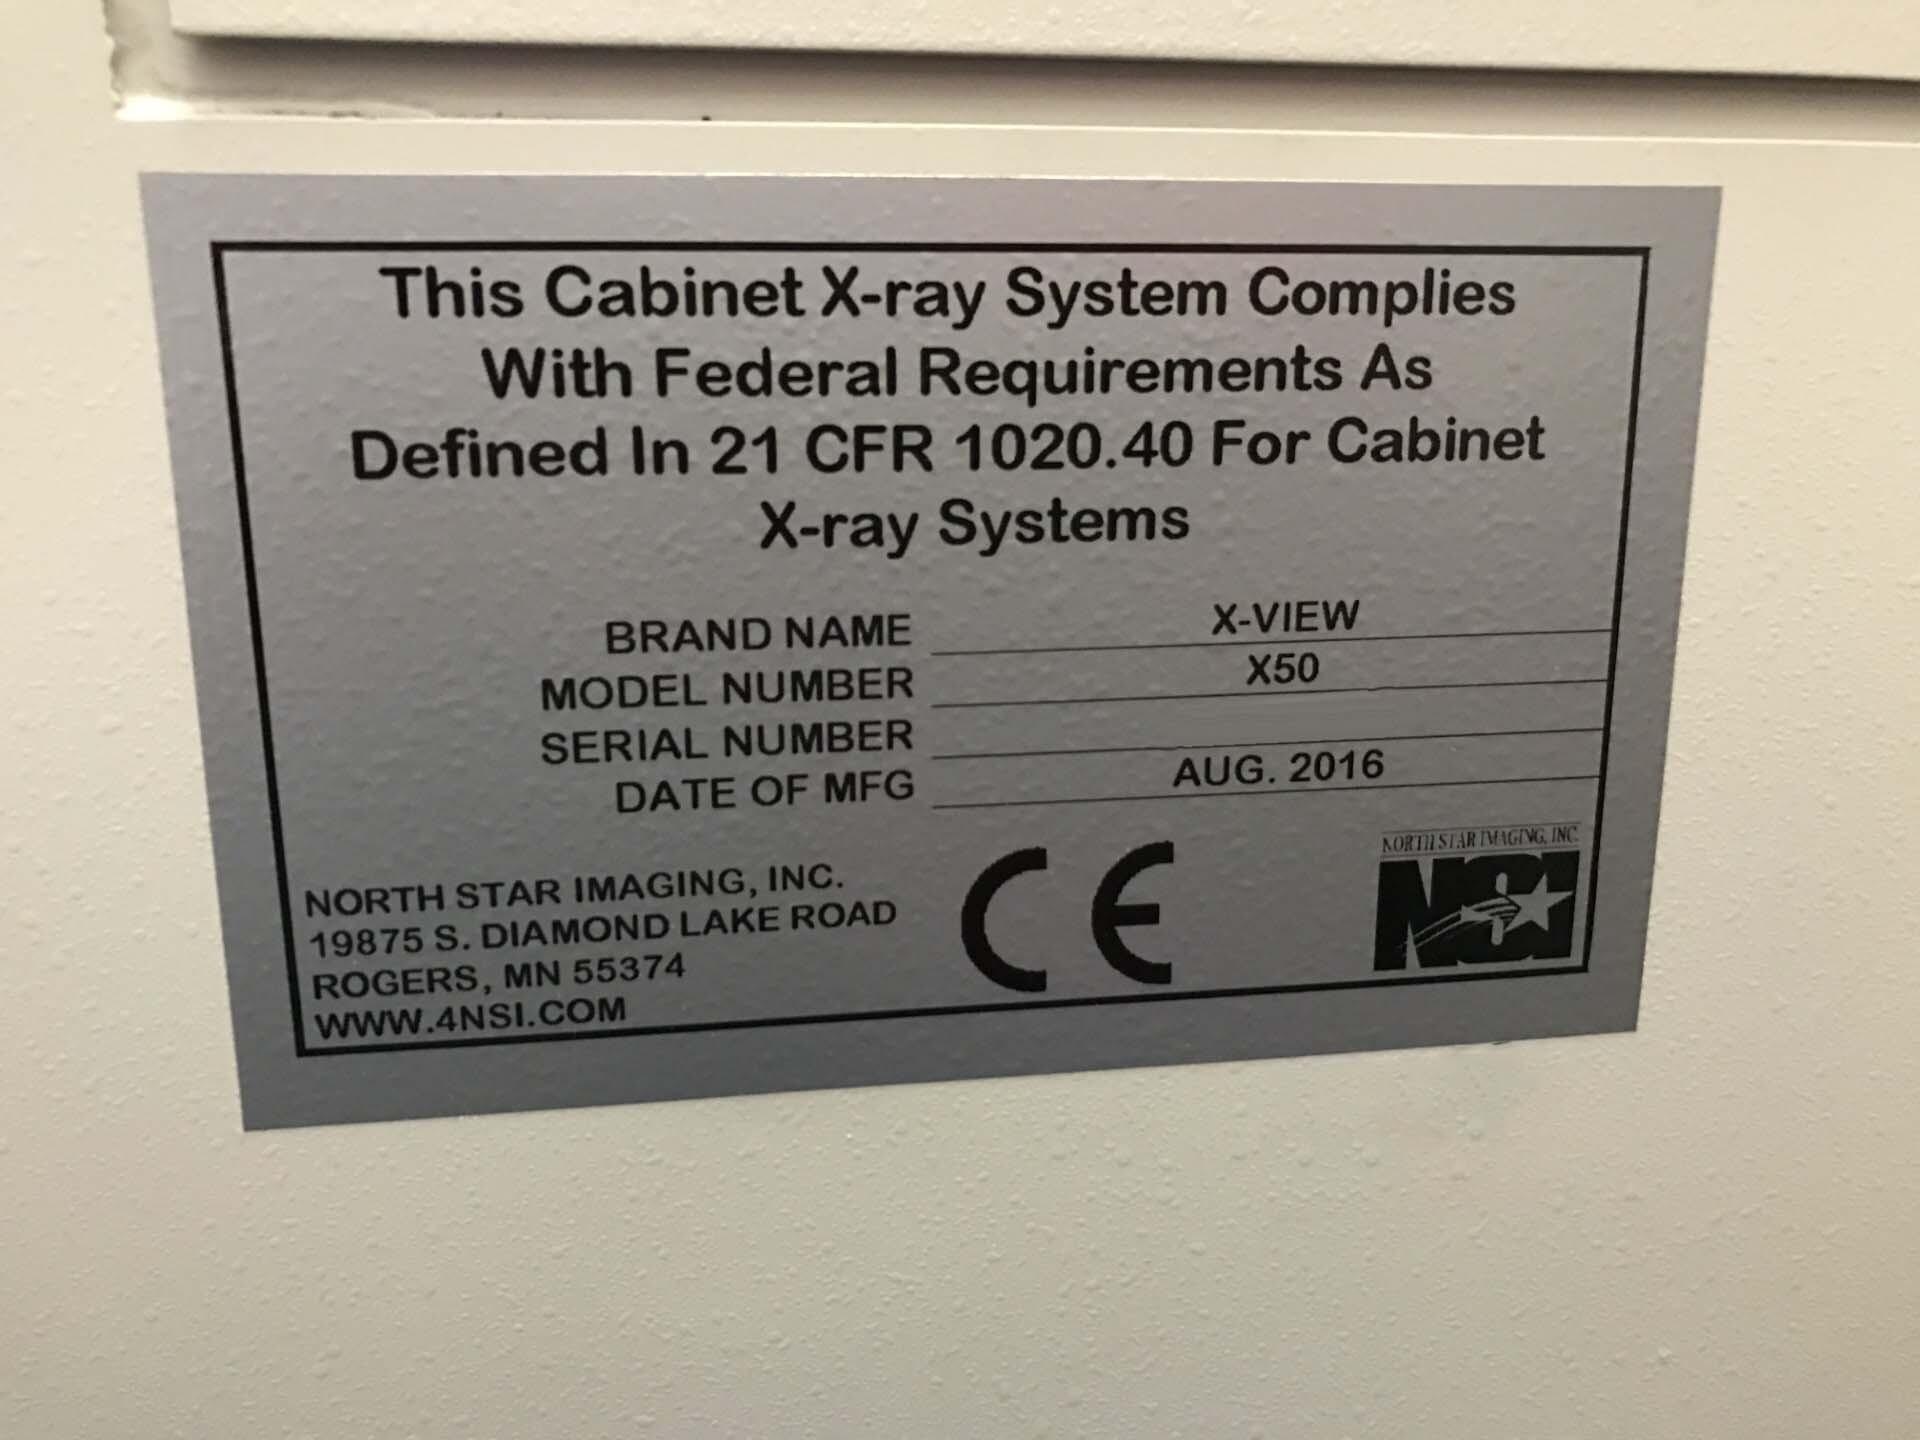 This Cabinet X-ray System Complies
With Federal Requirements As
Defined In 21 CFR 1020.40 For Cabinet
X-ray Systems
BRAND NAME X-VIEW
MODEL NUMBER X50
SERIAL NUMBER
DATE OF MFG AUG. 2016
NORTH STAR IMAGING, INC.
19875 S. DIAMOND LAKE ROAD
ROGERS, MN 55374
WWW.4NSI.COM
CE
NORTH STAR IMAGING, INC.
NSI